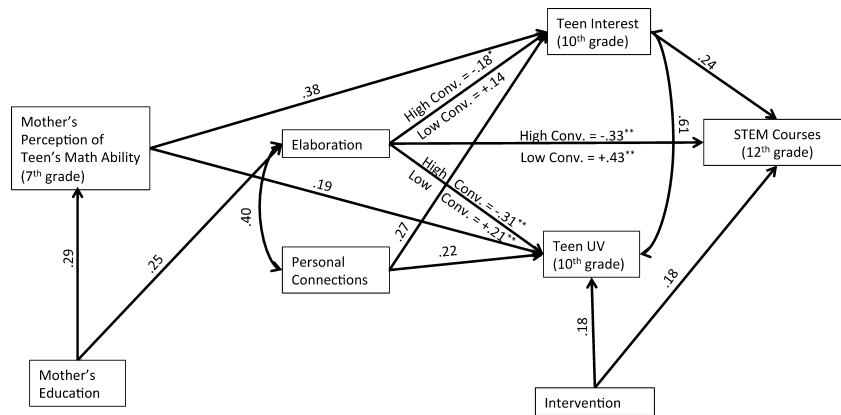 Teen Interest
(10th grade)
.24
.38
High Conv. = -.18*
Low Conv. = +.14
Mother's
Perception of
Teen's Math Ability
(7th grade)
Elaboration
High Conv. = -.33**
Low Conv. = +.43**
.61
STEM Courses
(12th grade)
.19
High Conv. = -.31**
Low Conv. = +.21**
.40
.27
.29
.25
Personal
Connections
.22
Teen UV
(10th grade)
.18
.18
Mother's
Education
Intervention